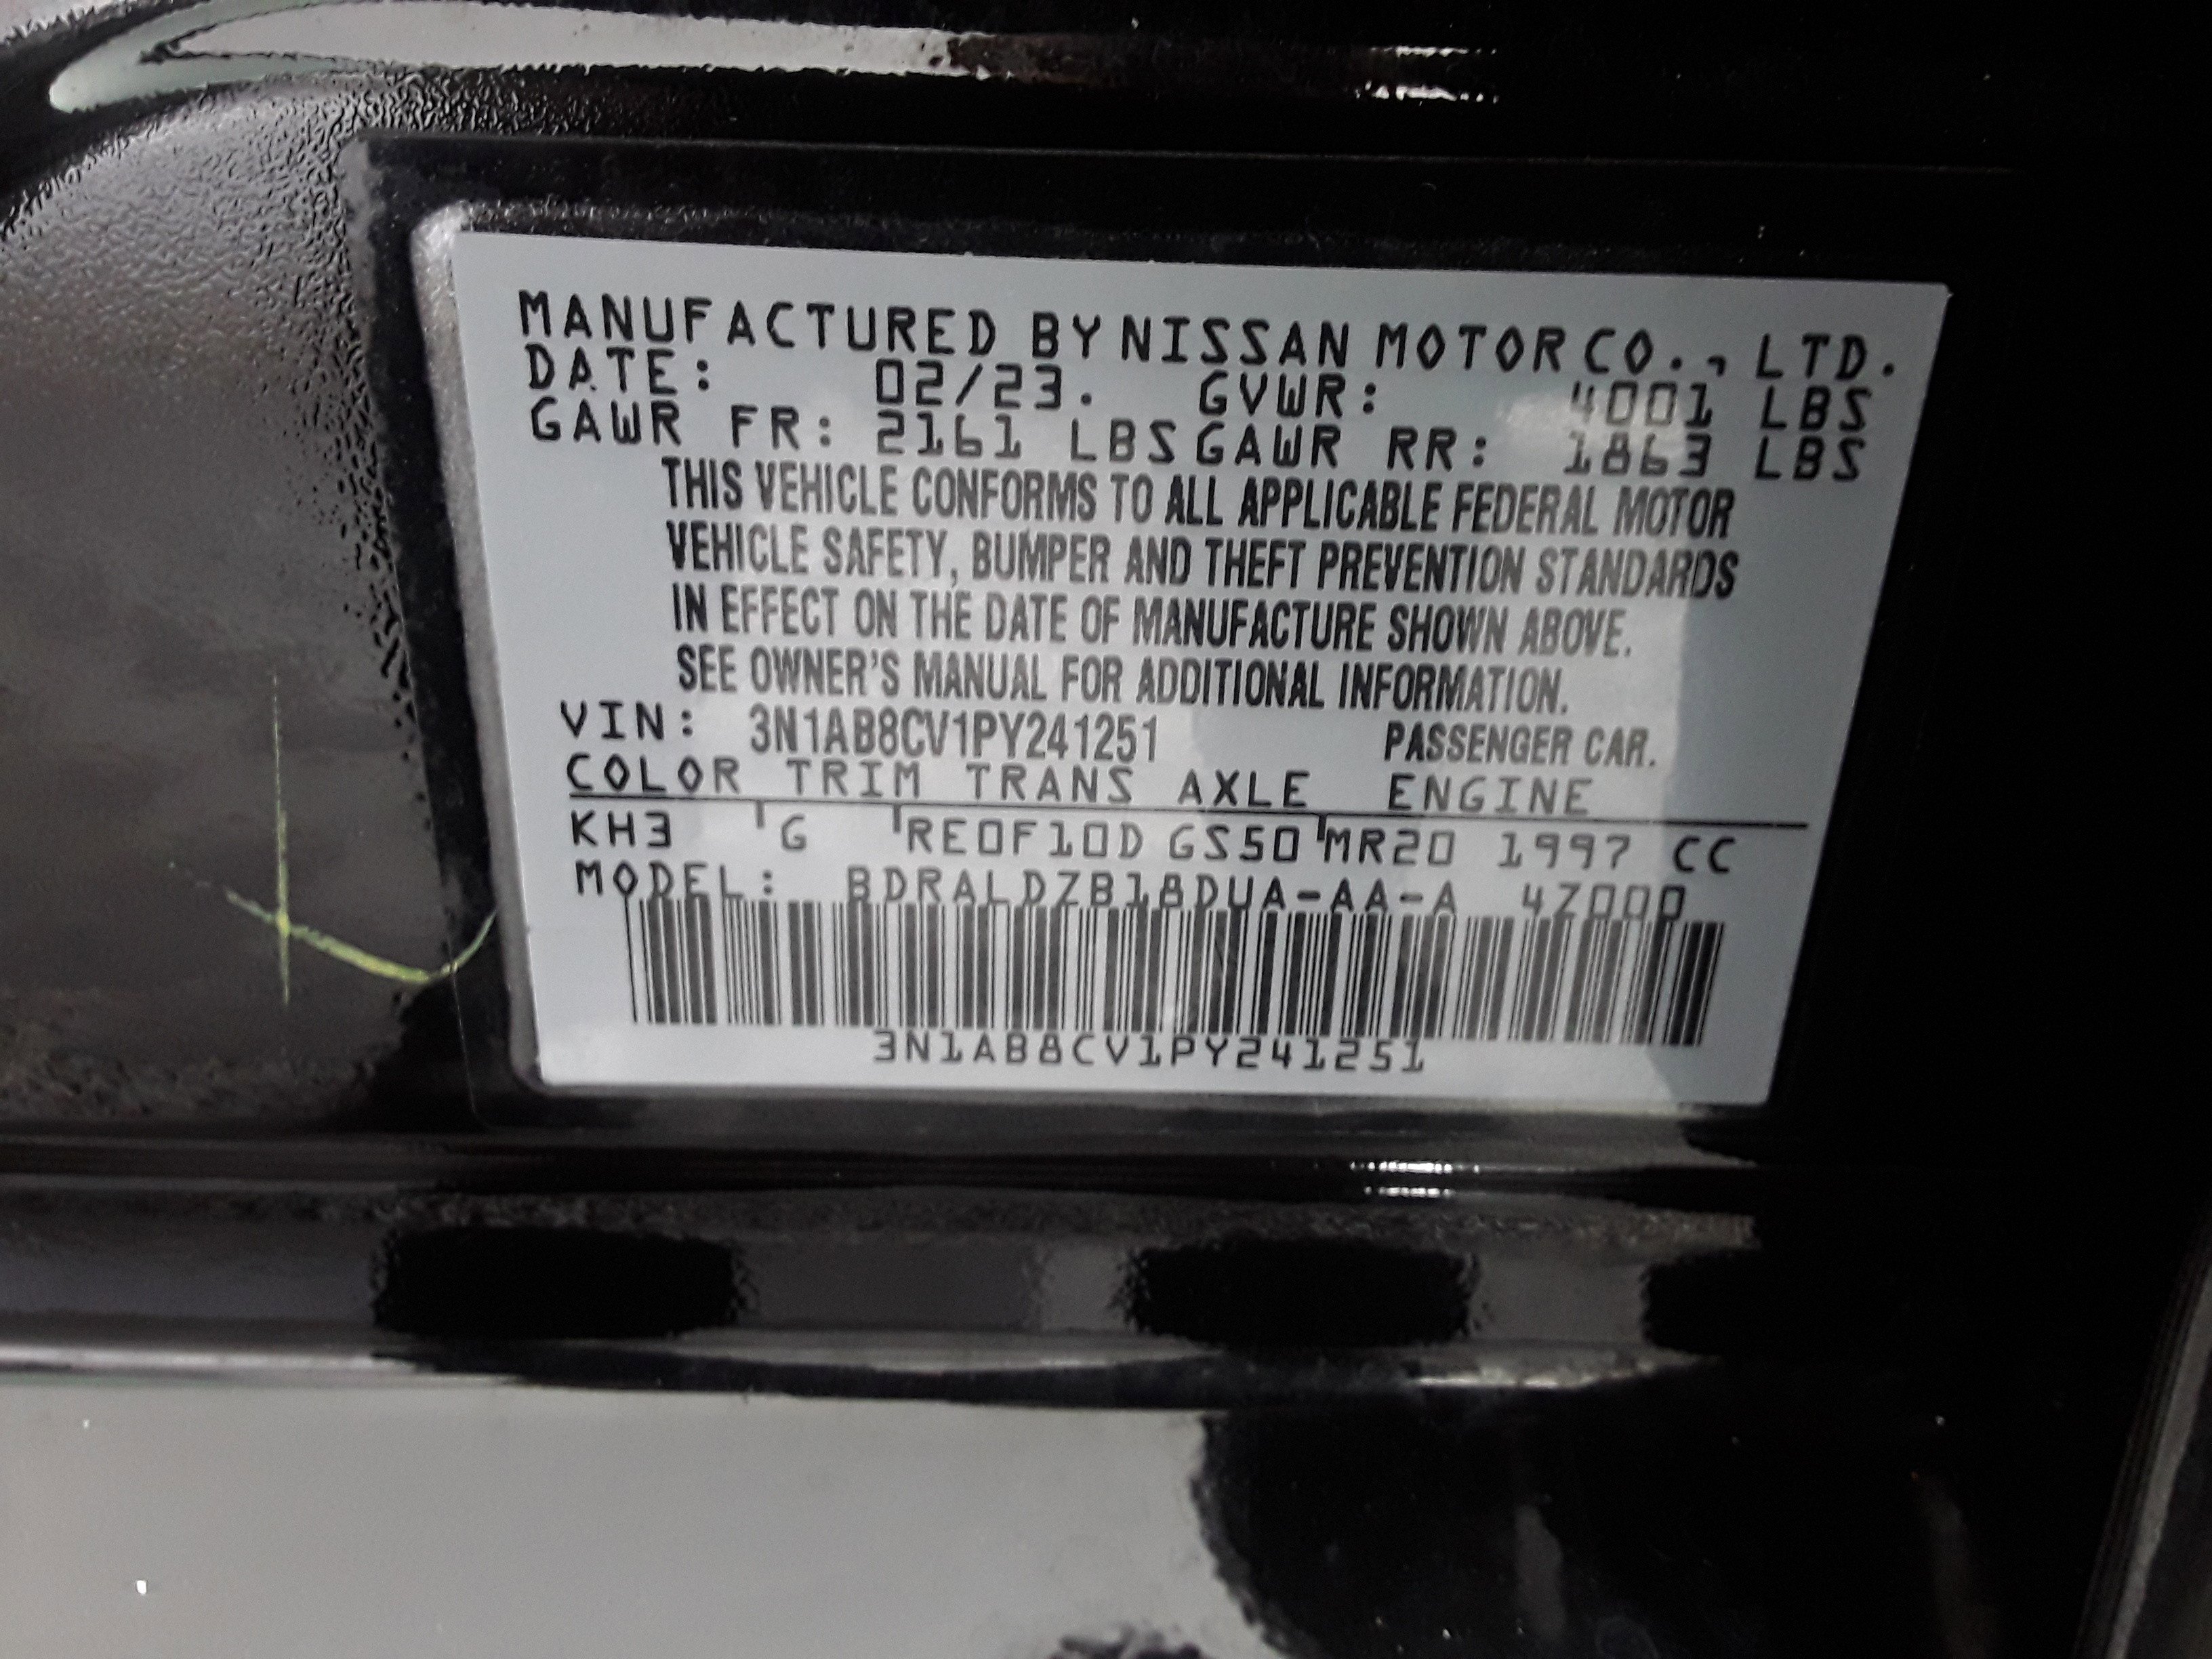 MANUFACTURED BY NISSAN MOTOR CO., LTD.
DATE: 02/23. GVWR: 4001 LBS
GAWR FR: 2161 LBS GAWR RR: 1863 LBS
THIS VEHICLE CONFORMS TO ALL APPLICABLE FEDERAL MOTOR
VEHICLE SAFETY, BUMPER AND THEFT PREVENTION STANDARDS
IN EFFECT ON THE DATE OF MANUFACTURE SHOWN ABOVE.
SEE OWNER'S MANUAL FOR ADDITIONAL INFORMATION.
VIN: 3N1AB8CV1PY241251 PASSENGER CAR.
COLOR TRIM TRANS AXLE ENGINE
KH3 G RE0F10D GS50 MR20 1997 CC
MODEL: BDRALDZB18DUA-AA-A 4Z000
3N1AB8CV1PY241251